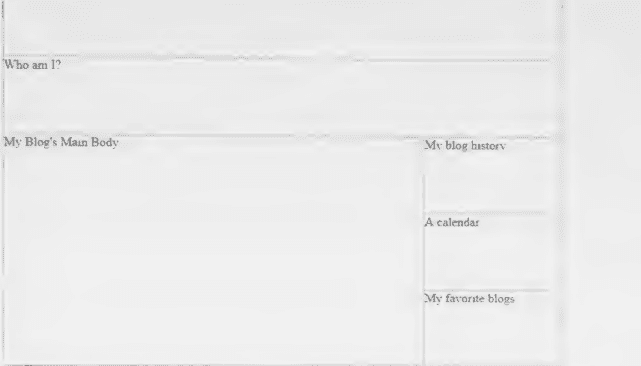 Who am I?
My Blog's Main Body
My blog history
A calendar
My favorite blogs